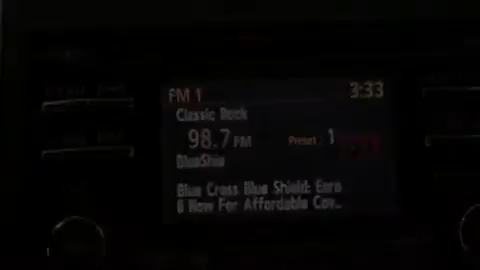 FM 1 3:33
Classic Rock
98.7 FM Preset 1
BlueShie
Blue Cross Blue Shield: Enro
ll Now For Affordable Cov…